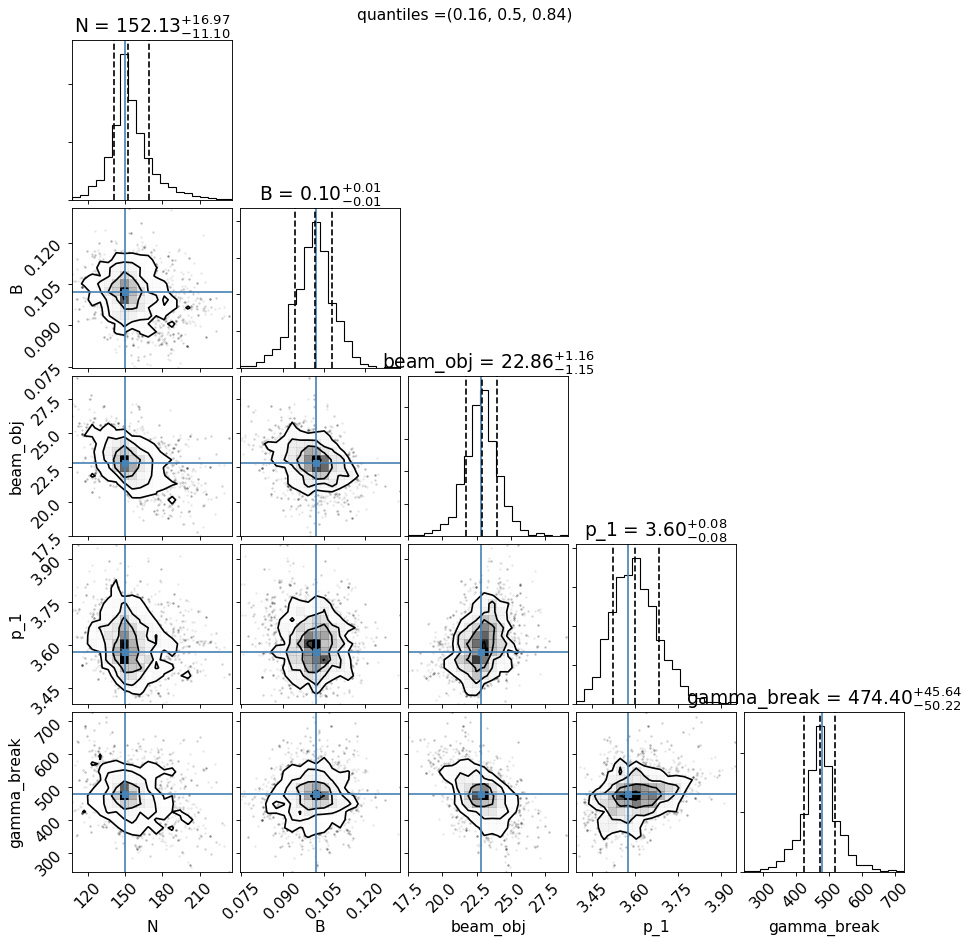 quantiles =(0.16, 0.5, 0.84)
N = 152.13+16.97−11.10
B = 0.10+0.01−0.01
B
0.120
0.105
0.090
0.075
beam_obj = 22.86+1.16−1.15
beam_obj
27.5
25.0
22.5
20.0
17.5
p_1 = 3.60+0.08−0.08
p_1
3.90
3.75
3.60
3.45
gamma_break = 474.40+45.64−50.22
gamma_break
700
600
500
400
300
120 150 180 210
0.075 0.090 0.105 0.120
17.5 20.0 22.5 25.0 27.5
3.45 3.60 3.75 3.90
300 400 500 600 700
N B beam_obj p_1 gamma_break